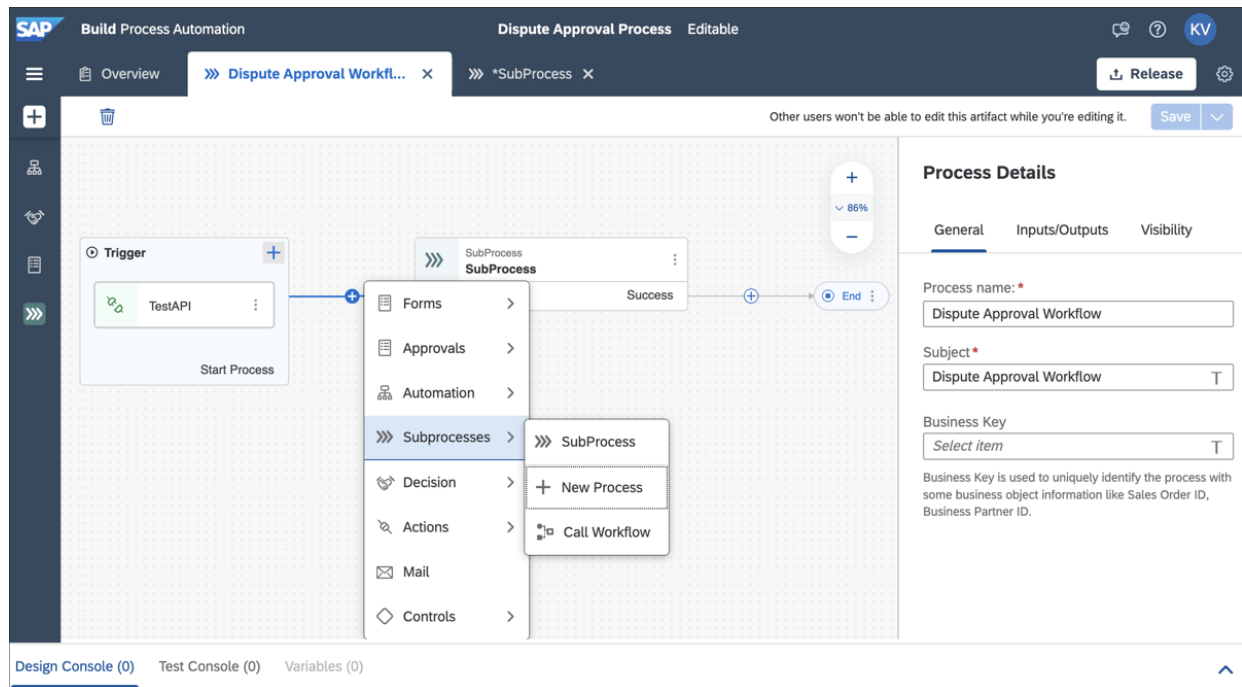 SAP Build Process Automation Dispute Approval Process Editable KV
Overview Dispute Approval Workfl... *SubProcess Release
Other users won't be able to edit this artifact while you're editing it. Save
Process Details
86%
General Inputs/Outputs Visibility
Trigger
SubProcess
SubProcess
Success
End
TestAPI
Start Process
Forms
Approvals
Automation
Subprocesses
Decision
Actions
Mail
Controls
SubProcess
New Process
Call Workflow
Process name:*
Dispute Approval Workflow
Subject*
Dispute Approval Workflow T
Business Key
Select item T
Business Key is used to uniquely identify the process with
some business object information like Sales Order ID,
Business Partner ID.
Design Console (0) Test Console (0) Variables (0)